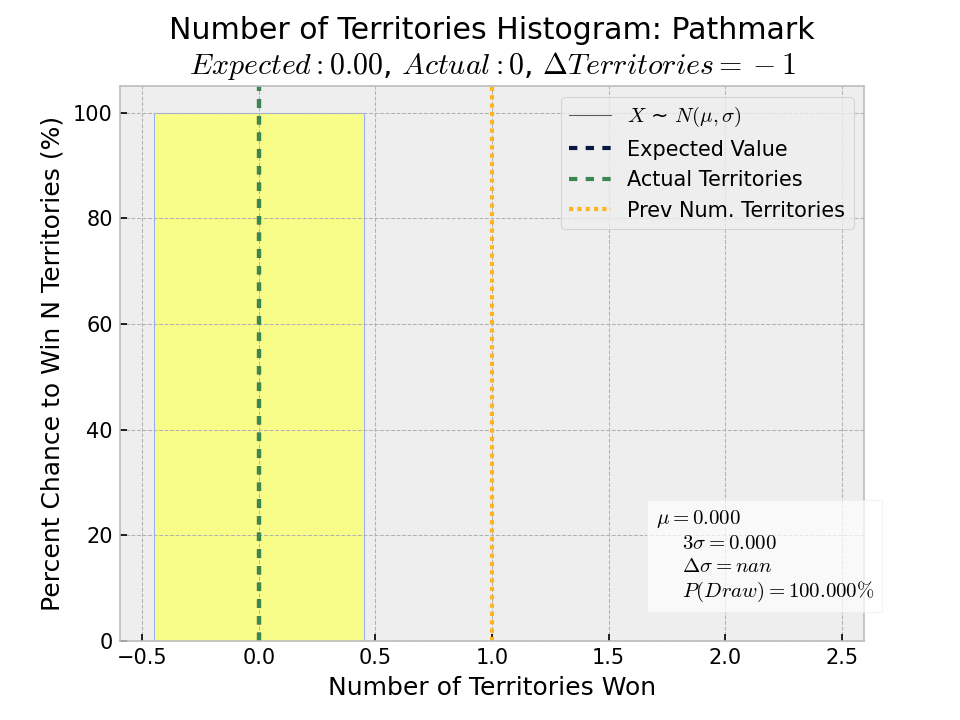 Number of Territories Histogram: Pathmark
Expected : 0.00, Actual : 0, ΔTerritories = −1
Percent Chance to Win N Territories (%)
100
80
60
40
20
0
X ~ N(μ, σ)
Expected Value
Actual Territories
Prev Num. Territories
μ = 0.000
3σ = 0.000
Δσ = nan
P(Draw) = 100.000%
−0.5 0.0 0.5 1.0 1.5 2.0 2.5
Number of Territories Won